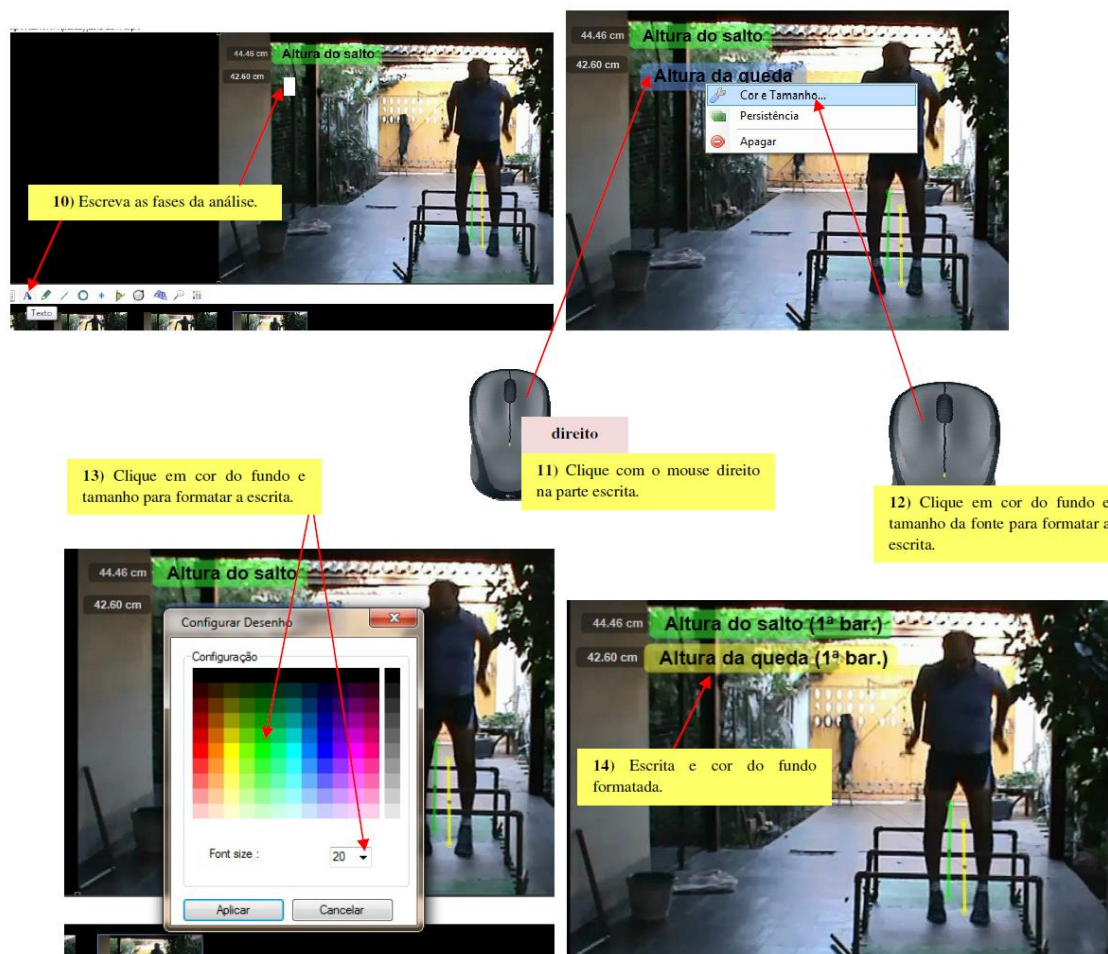 44.46 cm Altura do salto
42.60 cm
10) Escreva as fases da análise.
Texto
44.46 cm Altura do salto
42.60 cm
Altura da queda
Cor e Tamanho...
Persistência
Apagar
direito
11) Clique com o mouse direito
na parte escrita.
12) Clique em cor do fundo e
tamanho da fonte para formatar a
escrita.
13) Clique em cor do fundo e
tamanho para formatar a escrita.
44.46 cm Altura do salto
42.60 cm
Configurar Desenho
Configuração
Font size :
20
Aplicar Cancelar
44.46 cm Altura do salto (1ª bar.)
42.60 cm Altura da queda (1ª bar.)
14) Escrita e cor do fundo
formatada.